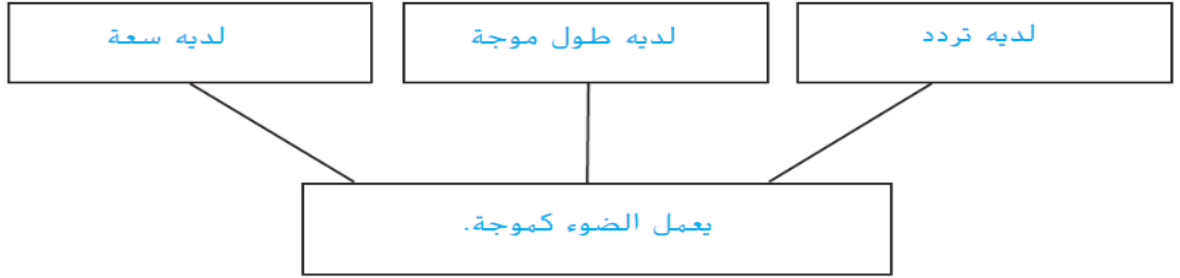 لديه تردد
لديه طول موجة
لديه سعة
يعمل الضوء كموجة.